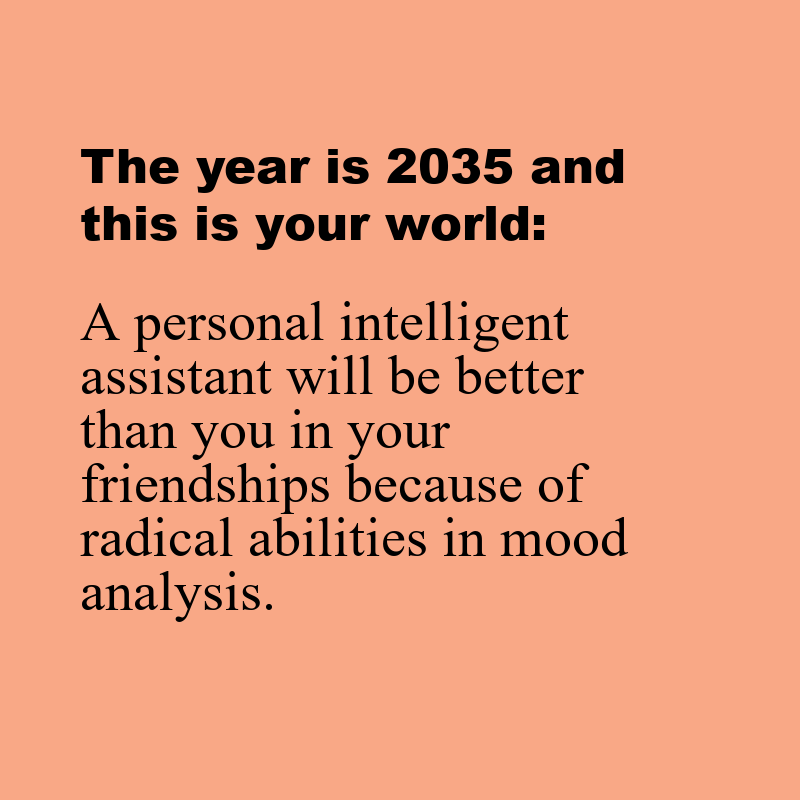 The year is 2035 and
this is your world:
A personal intelligent
assistant will be better
than you in your
friendships because of
radical abilities in mood
analysis.